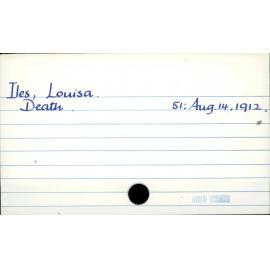 Iles, Louisa.
Death. 51: Aug. 14, 1912.